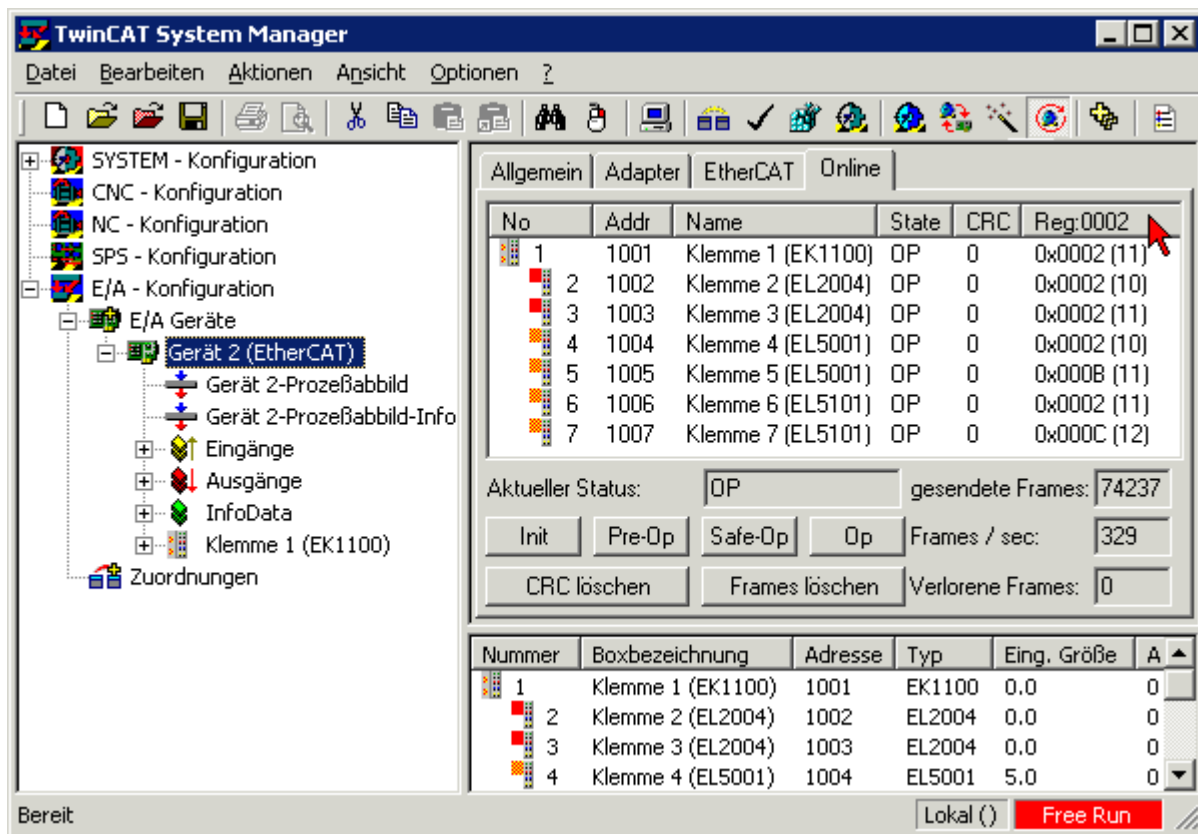 TwinCAT System Manager
Datei Bearbeiten Aktionen Ansicht Optionen ?
SYSTEM - Konfiguration
CNC - Konfiguration
NC - Konfiguration
SPS - Konfiguration
E/A - Konfiguration
E/A Geräte
Gerät 2 (EtherCAT)
Gerät 2-Prozeßabbild
Gerät 2-Prozeßabbild-Info
Eingänge
Ausgänge
InfoData
Klemme 1 (EK1100)
Zuordnungen
Allgemein Adapter EtherCAT Online
No Addr Name State CRC Reg:0002
1 1001 Klemme 1 (EK1100) OP 0 0x0002 (11)
2 1002 Klemme 2 (EL2004) OP 0 0x0002 (10)
3 1003 Klemme 3 (EL2004) OP 0 0x0002 (11)
4 1004 Klemme 4 (EL5001) OP 0 0x0002 (10)
5 1005 Klemme 5 (EL5001) OP 0 0x000B (11)
6 1006 Klemme 6 (EL5101) OP 0 0x0002 (11)
7 1007 Klemme 7 (EL5101) OP 0 0x000C (12)
Aktueller Status: OP gesendete Frames: 74237
Init Pre-Op Safe-Op Op Frames / sec: 329
CRC löschen Frames löschen Verlorene Frames: 0
Nummer Boxbezeichnung Adresse Typ Eing. Größe A
1 Klemme 1 (EK1100) 1001 EK1100 0.0 0
2 Klemme 2 (EL2004) 1002 EL2004 0.0 0
3 Klemme 3 (EL2004) 1003 EL2004 0.0 0
4 Klemme 4 (EL5001) 1004 EL5001 5.0 0
Bereit Lokal () Free Run